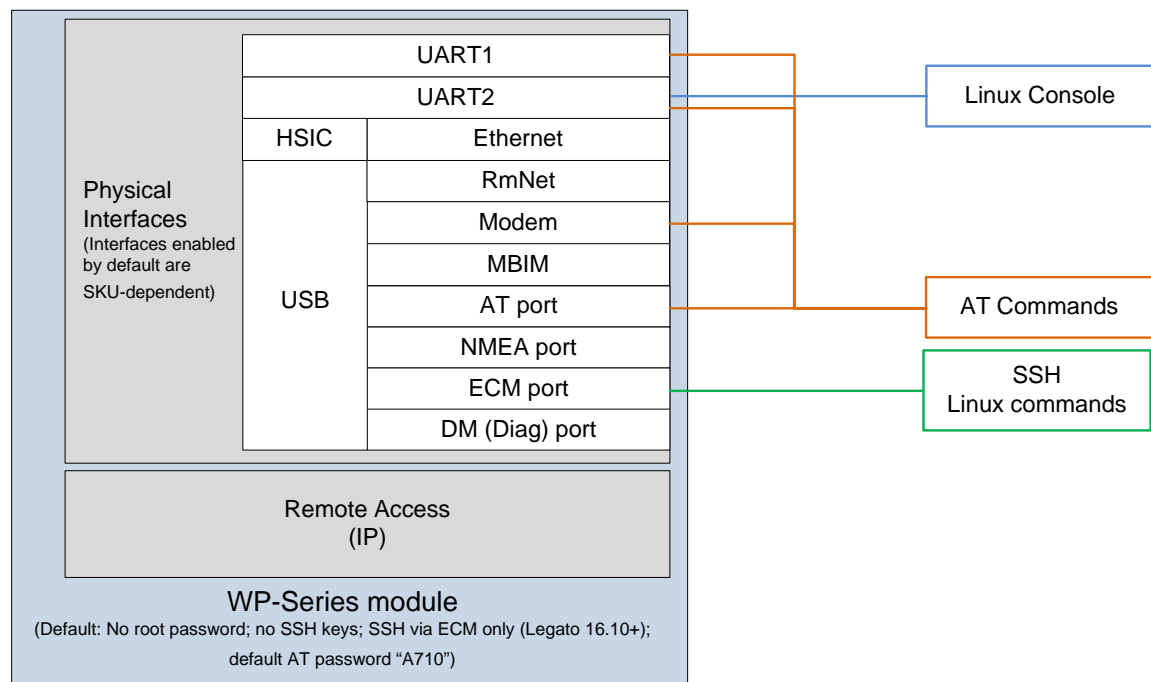 UART1
UART2
Linux Console
HSIC
Ethernet
Physical
Interfaces
(Interfaces enabled
by default are
SKU-dependent)
USB
RmNet
Modem
MBIM
AT port
NMEA port
ECM port
DM (Diag) port
AT Commands
SSH
Linux commands
Remote Access
(IP)
WP-Series module
(Default: No root password; no SSH keys; SSH via ECM only (Legato 16.10+);
default AT password “A710”)